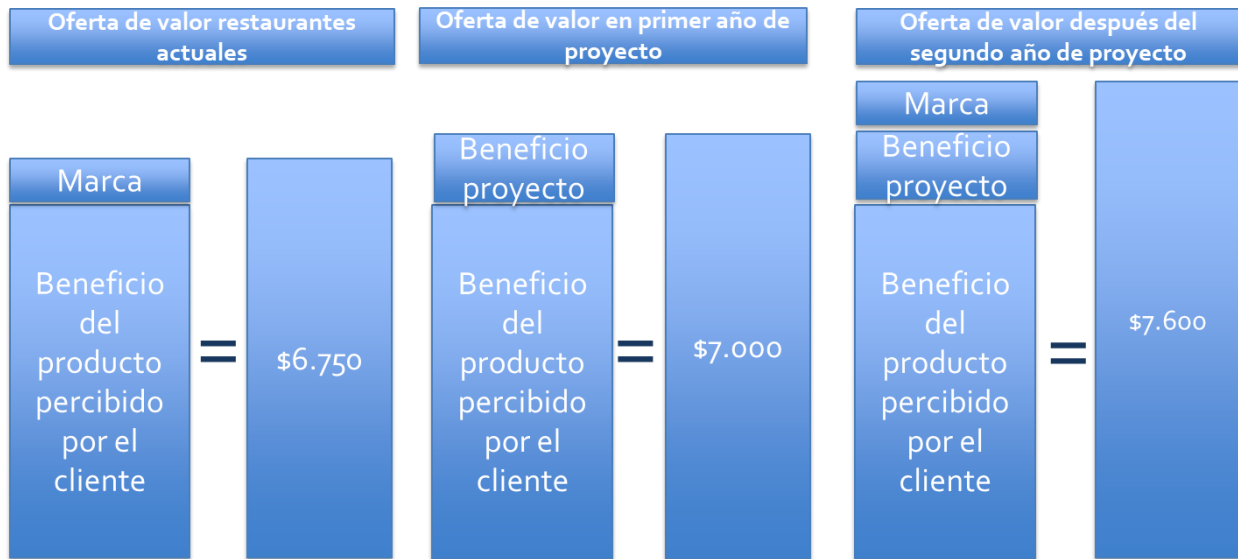 Oferta de valor restaurantes
actuales
Marca
Beneficio
del
producto
percibido
por el
cliente
=
$6.750
Oferta de valor en primer año de
proyecto
Beneficio
proyecto
Beneficio
del
producto
percibido
por el
cliente
=
$7.000
Oferta de valor después del
segundo año de proyecto
Marca
Beneficio
proyecto
Beneficio
del
producto
percibido
por el
cliente
=
$7.600